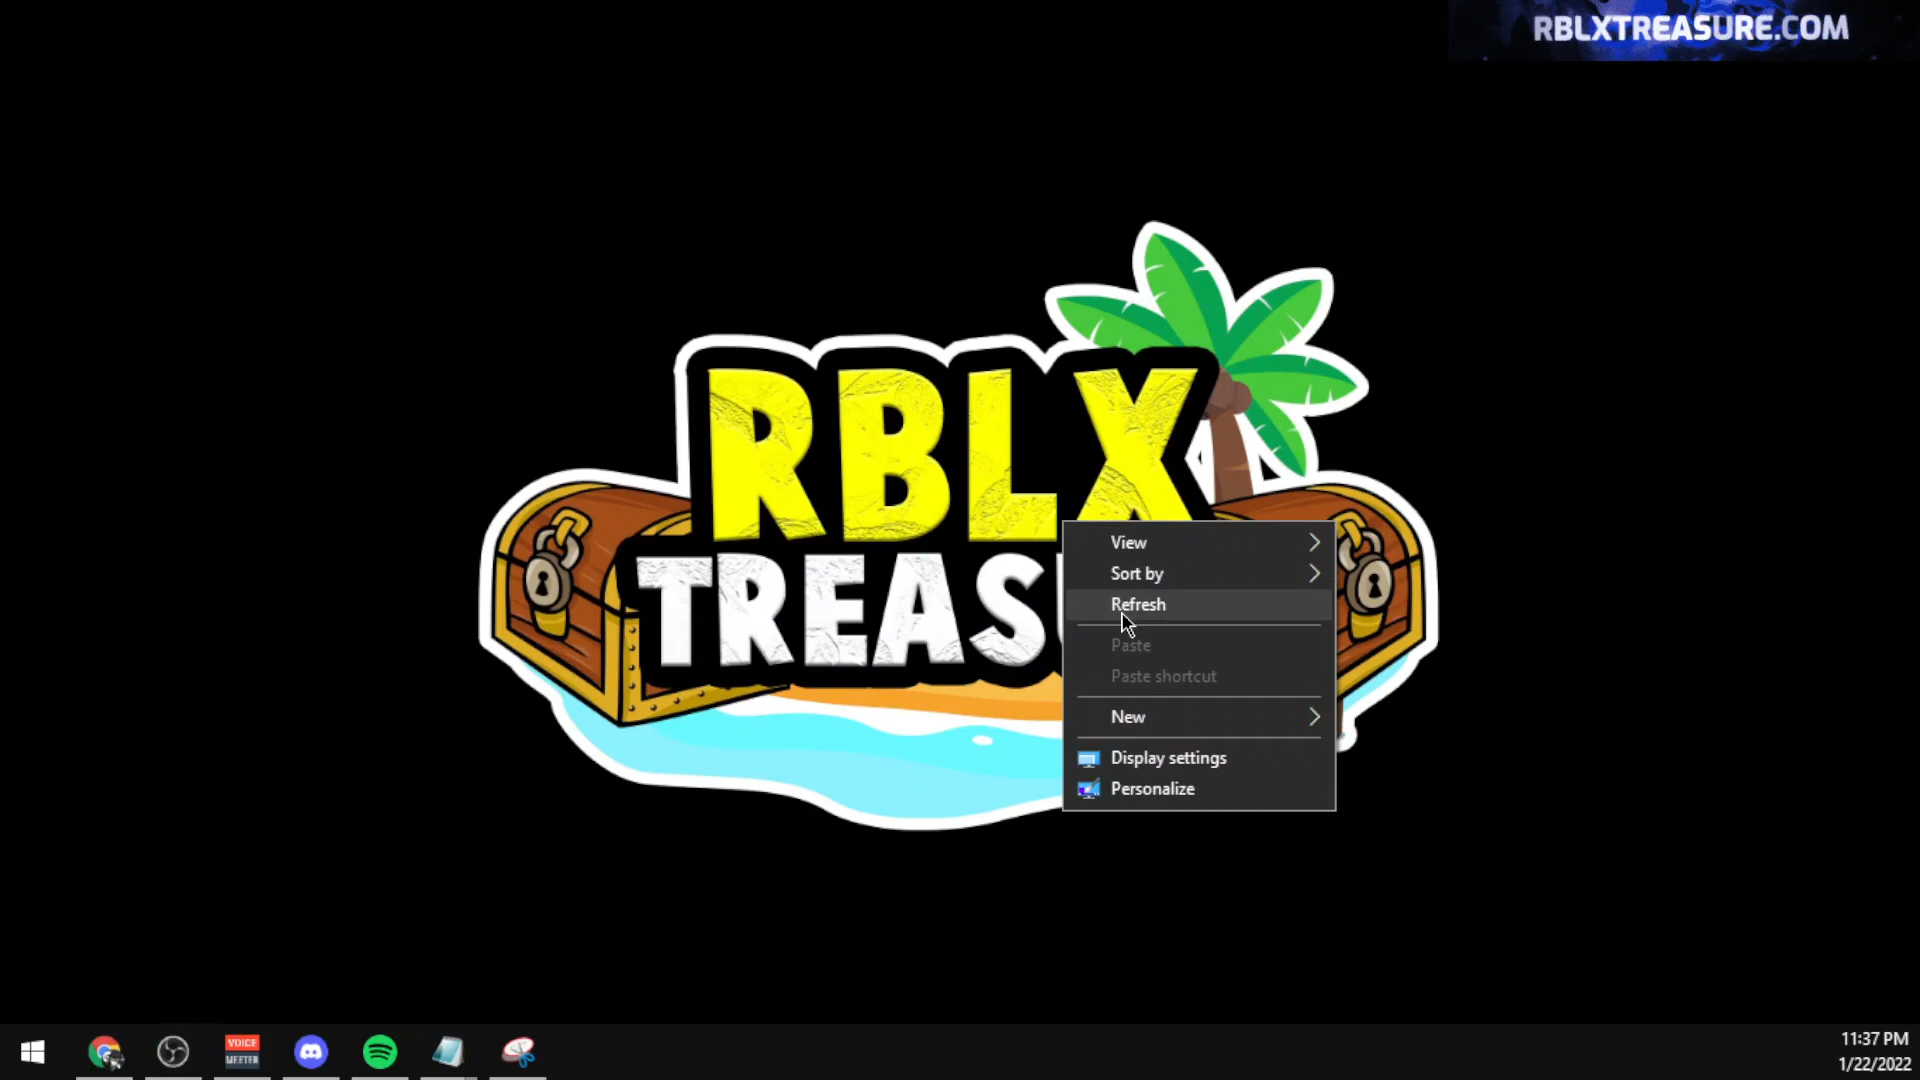 RBLXTREASURE.COM
RBLX
TREASU
View
Sort by
Refresh
Paste
Paste shortcut
New
Display settings
Personalize
VOICE
MEETER
11:37 PM
1/22/2022